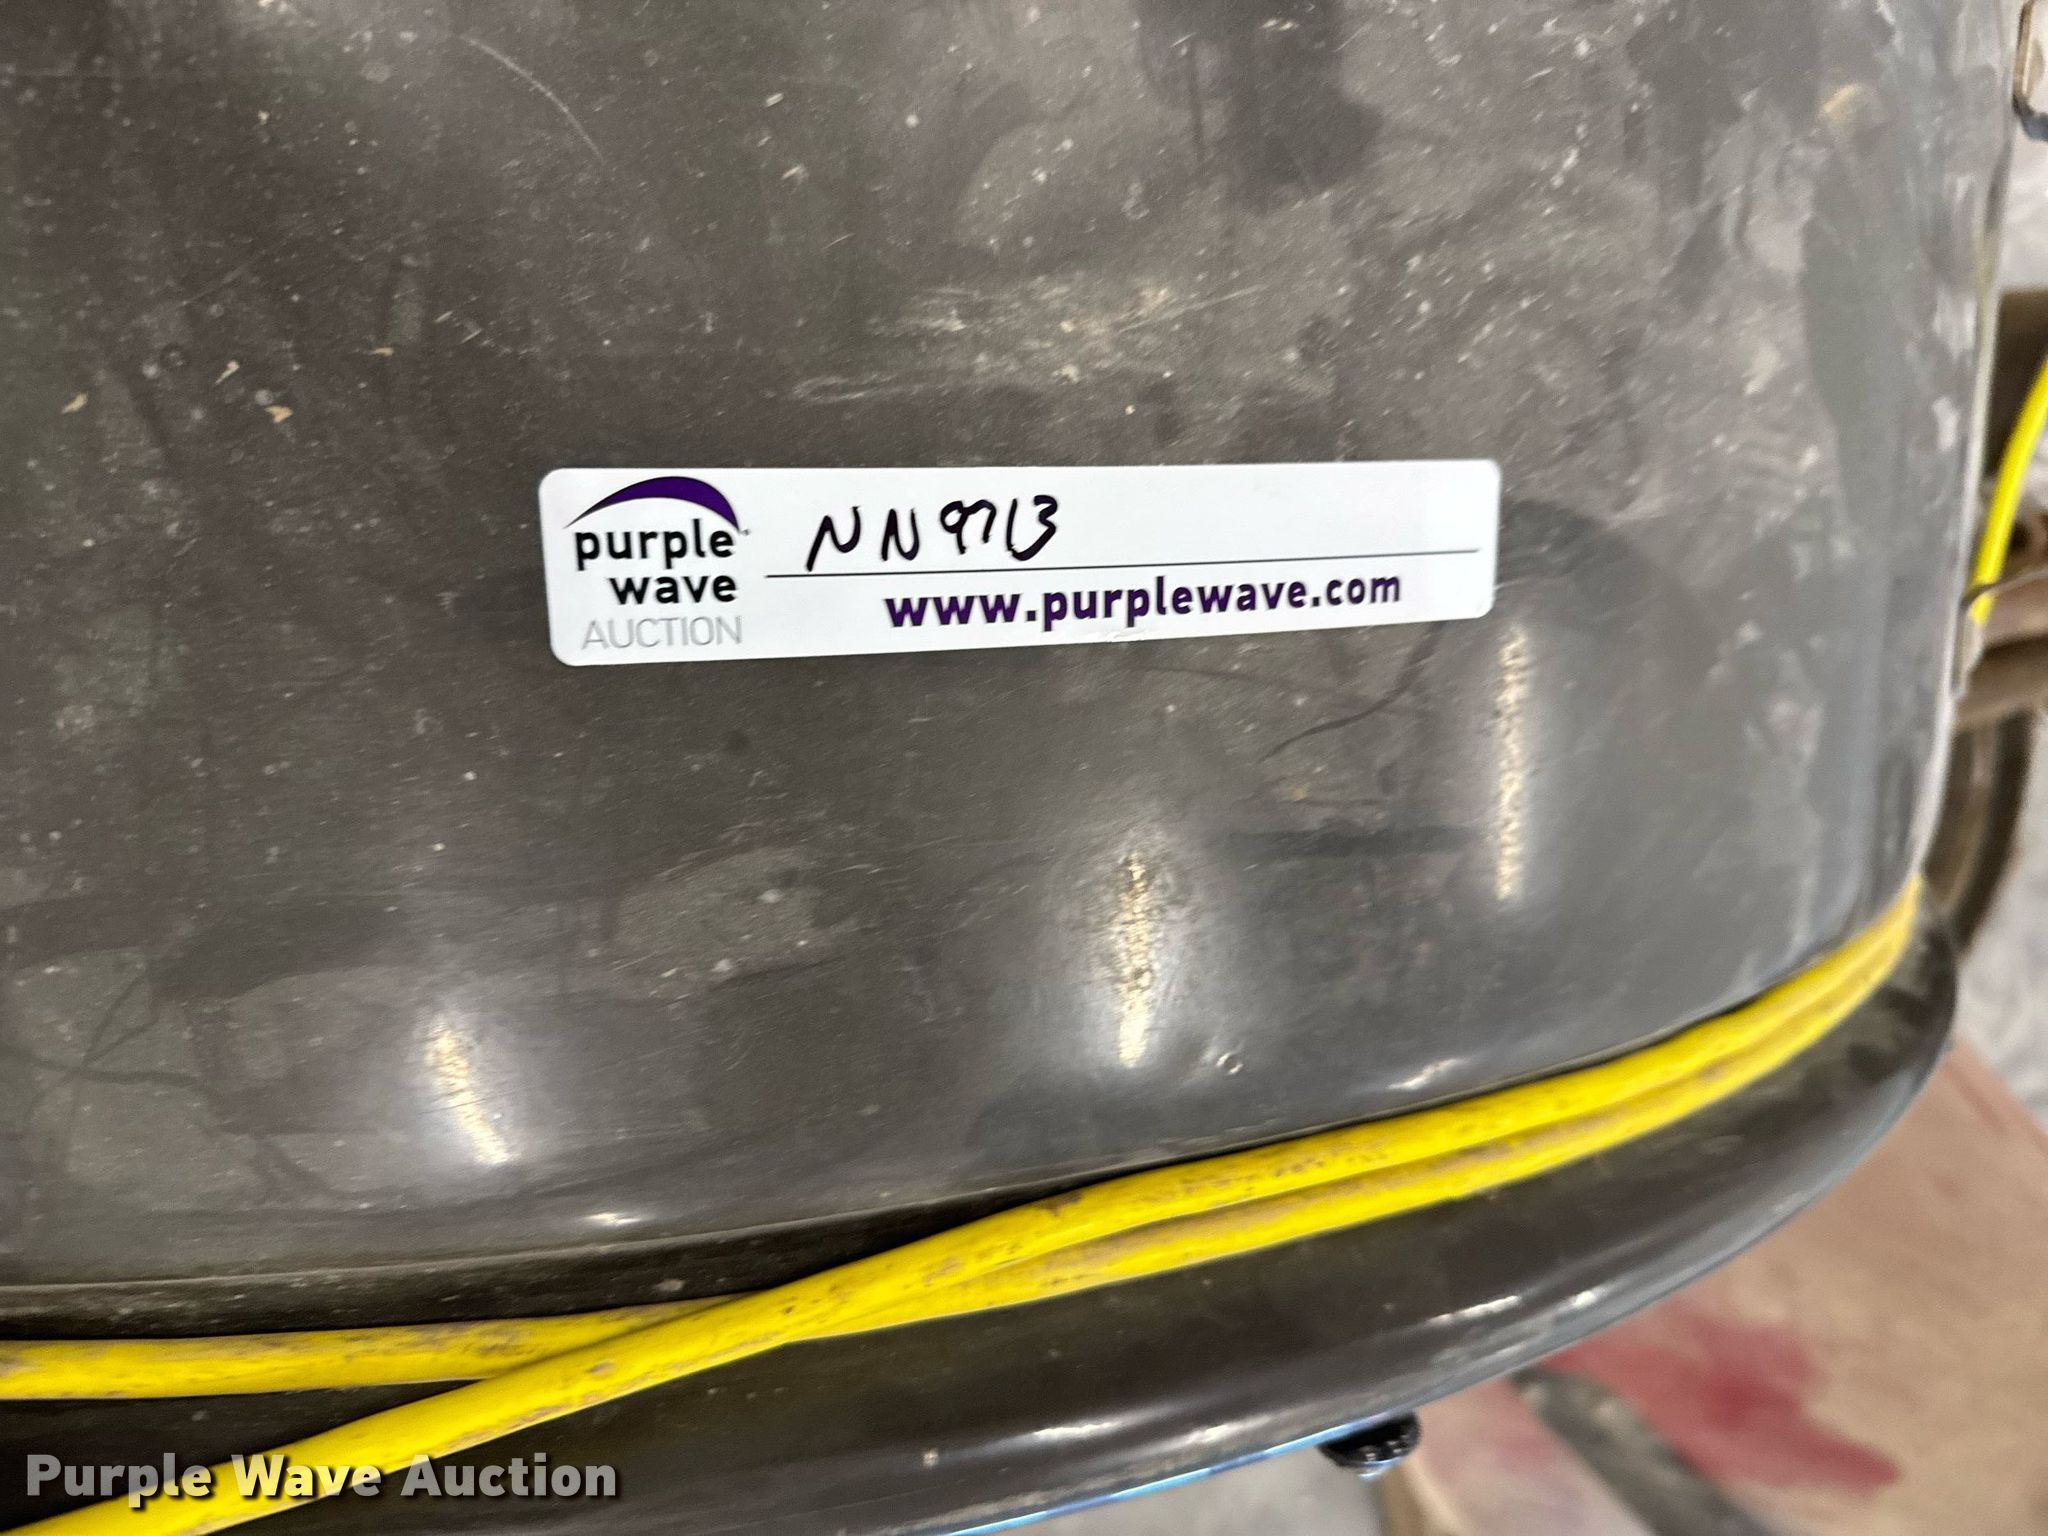 purple
wave
AUCTION
NN9713
www.purplewave.com
Purple Wave Auction